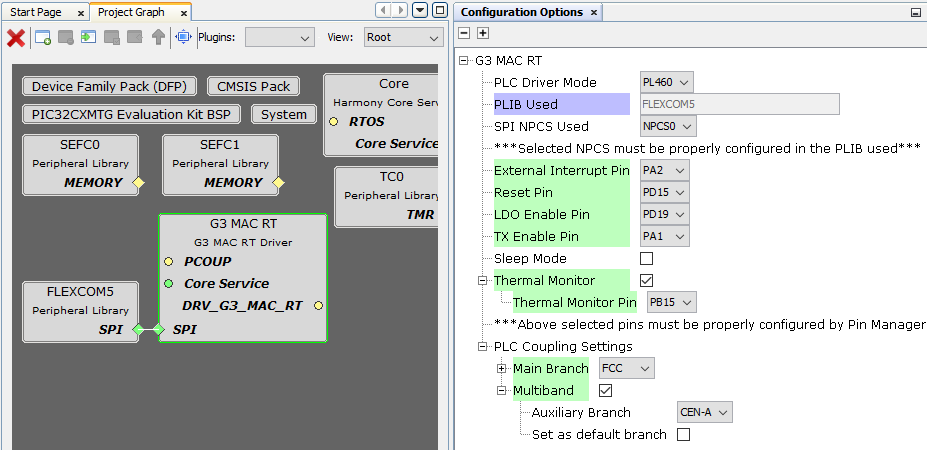 Start Page
Project Graph
Plugins:
View:
Root
Device Family Pack (DFP)
CMSIS Pack
PIC32CXMTG Evaluation Kit BSP
System
Core
Harmony Core Serv
RTOS
Core Service
SEFC0
Peripheral Library
MEMORY
SEFC1
Peripheral Library
MEMORY
TC0
Peripheral Library
TMR
G3 MAC RT
G3 MAC RT Driver
PCOUP
Core Service
DRV_G3_MAC_RT
SPI
FLEXCOM5
Peripheral Library
SPI
Configuration Options
G3 MAC RT
PLC Driver Mode PL460
PLIB Used FLEXCOM5
SPI NPCS Used NPCS0
***Selected NPCS must be properly configured in the PLIB used***
External Interrupt Pin PA2
Reset Pin PD15
LDO Enable Pin PD19
TX Enable Pin PA1
Sleep Mode
Thermal Monitor
Thermal Monitor Pin PB15
***Above selected pins must be properly configured by Pin Manager
PLC Coupling Settings
Main Branch FCC
Multiband
Auxiliary Branch CEN-A
Set as default branch